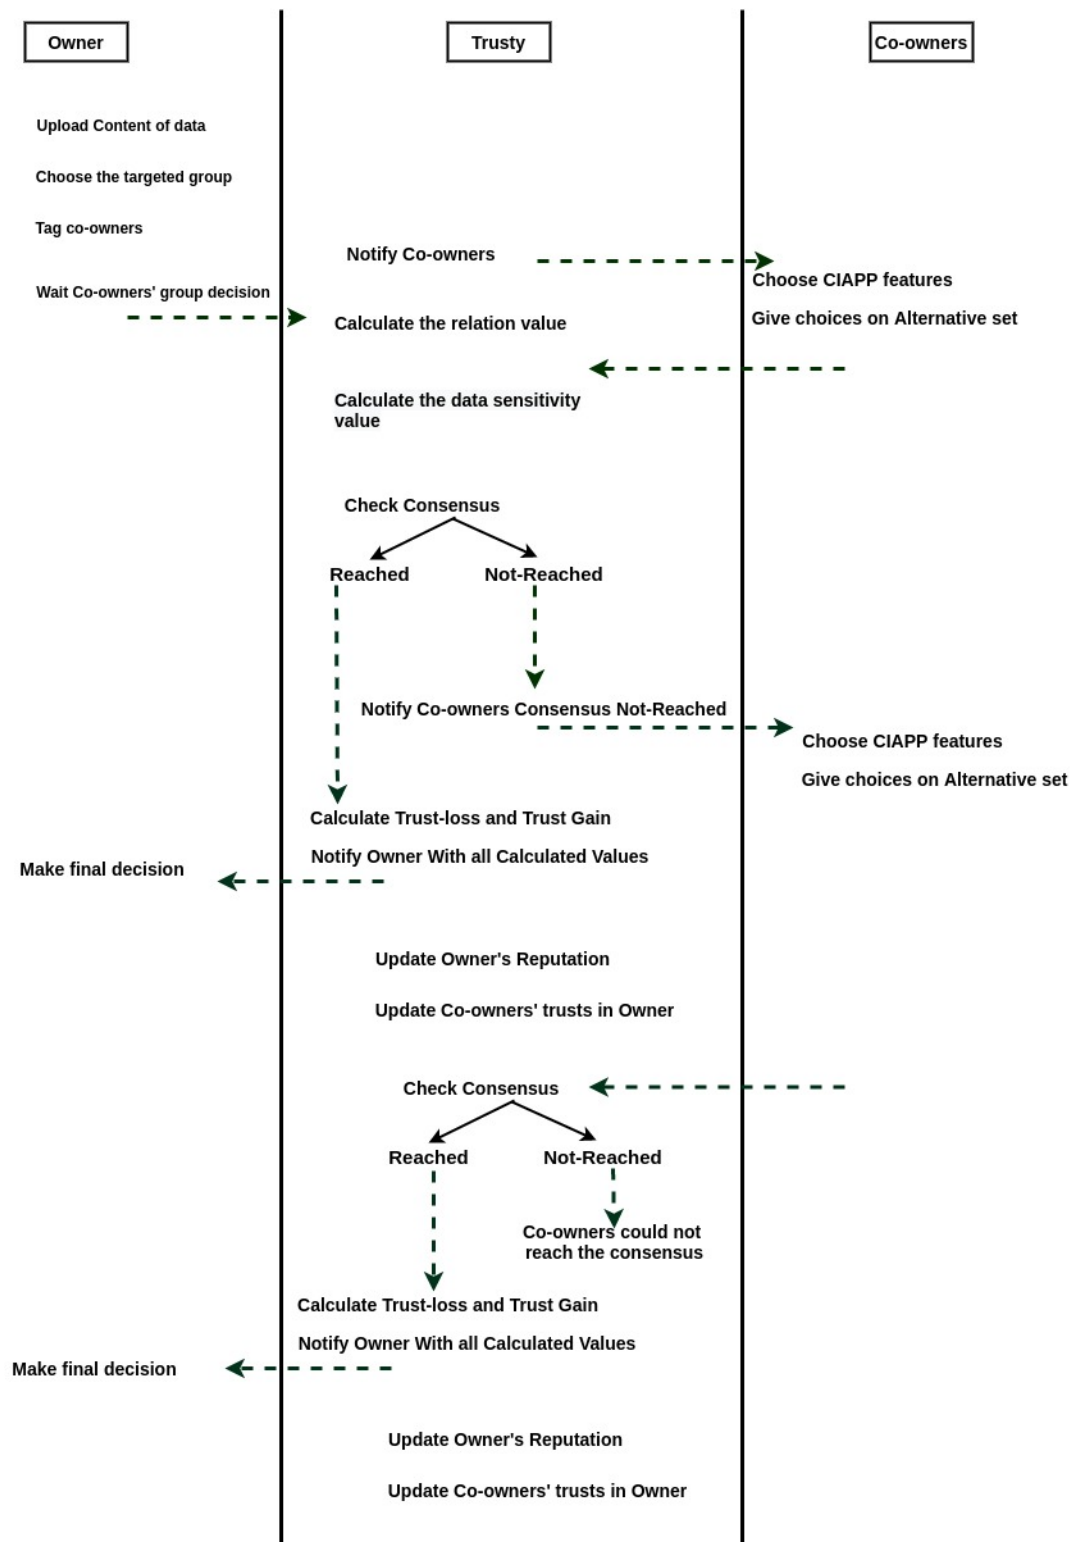 Owner
Trusty
Co-owners
Upload Content of data
Choose the targeted group
Tag co-owners
Notify Co-owners
Choose CIAPP features
Wait Co-owners' group decision
Give choices on Alternative set
Calculate the relation value
Calculate the data sensitivity
value
Check Consensus
Reached
Not-Reached
Notify Co-owners Consensus Not-Reached
Choose CIAPP features
Give choices on Alternative set
Calculate Trust-loss and Trust Gain
Notify Owner With all Calculated Values
Make final decision
Update Owner's Reputation
Update Co-owners' trusts in Owner
Check Consensus
Reached
Not-Reached
Co-owners could not
reach the consensus
Calculate Trust-loss and Trust Gain
Notify Owner With all Calculated Values
Make final decision
Update Owner's Reputation
Update Co-owners' trusts in Owner